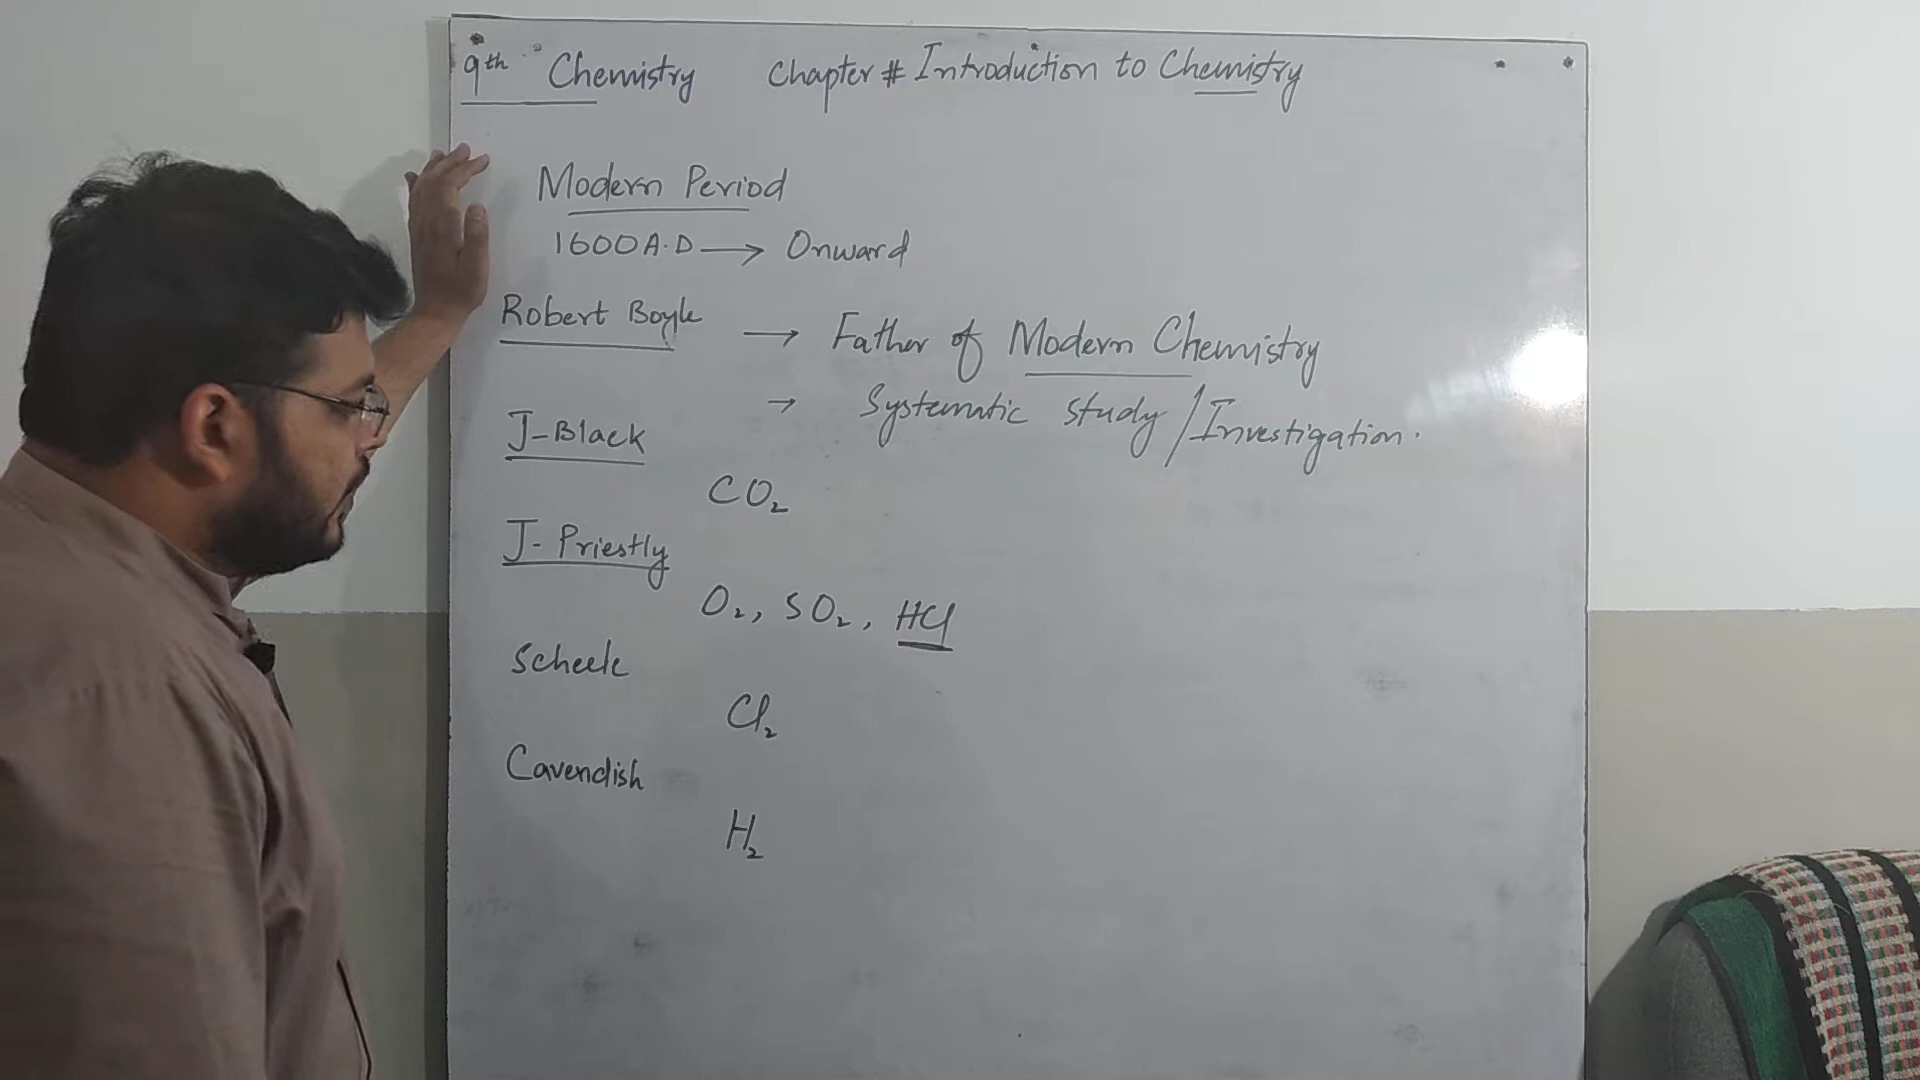 9th Chemistry Chapter # Introduction to Chemistry
Modern Period
1600 A.D → Onward
Robert Boyle → Father of Modern Chemistry
→ Systematic study / Investigation.
J-Black
CO₂
J- Priestly
O₂, SO₂, HCl
Scheele
Cl₂
Cavendish
H₂